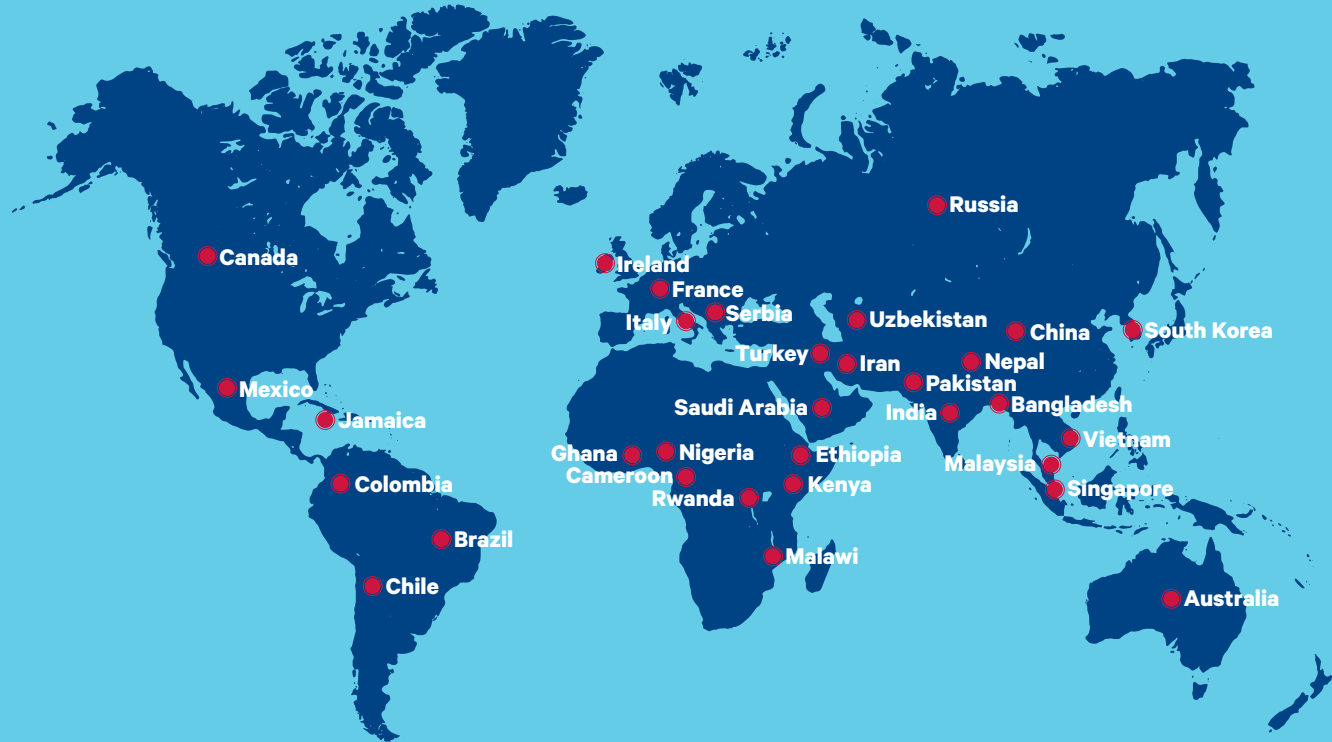 Russia
Canada
Ireland
France
Serbia
Italy
Uzbekistan
China
South Korea
Turkey
Iran
Nepal
Pakistan
Mexico
Saudi Arabia
India
Bangladesh
Jamaica
Vietnam
Ghana
Nigeria
Ethiopia
Malaysia
Cameroon
Colombia
Kenya
Singapore
Rwanda
Brazil
Malawi
Chile
Australia